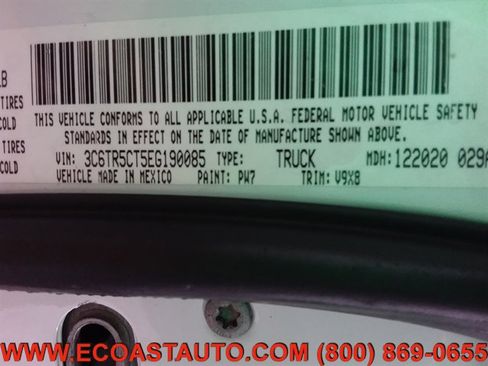 LB
TIRES
COLD
TIRES
COLD
THIS VEHICLE CONFORMS TO ALL APPLICABLE U.S.A. FEDERAL MOTOR VEHICLE SAFETY
STANDARDS IN EFFECT ON THE DATE OF MANUFACTURE SHOWN ABOVE.
VIN: 3C6TR5CT5EG190085 TYPE: TRUCK MDH: 122020 029A
VEHICLE MADE IN MEXICO PAINT: PW7 TRIM: V9X8
WWW.ECOASTAUTO.COM (800) 869-0655